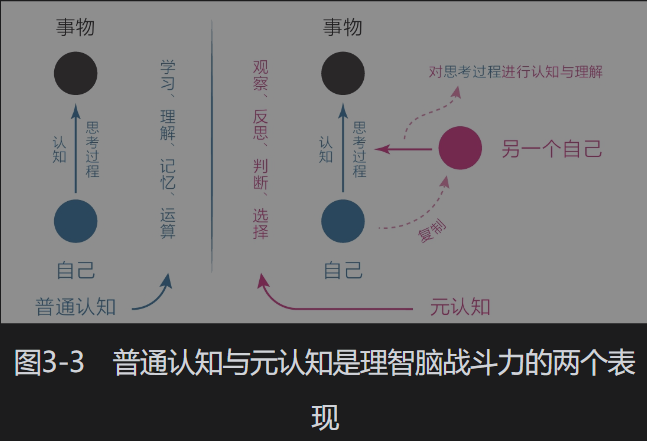 事物
认知
思考过程
自己
学习、理解、记忆、运算
普通认知
观察、反思、判断、选择
事物
认知
思考过程
自己
复制
对思考过程进行认知与理解
另一个自己
元认知
图3-3 普通认知与元认知是理智脑战斗力的两个表
现